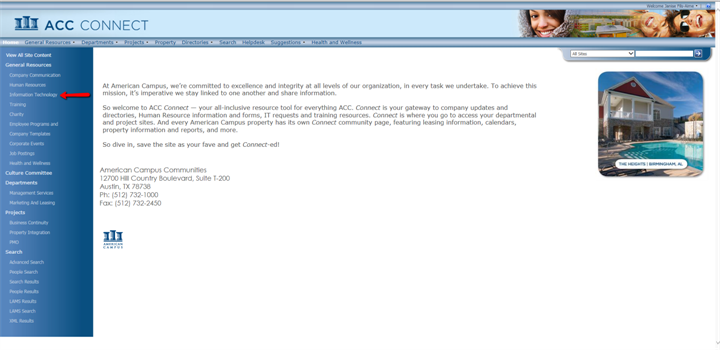 Welcome James Fife-Wine
ACC CONNECT
Home General Resources Departments Projects Property Directories Search Helpdesk Suggestions Health and Wellness
All Sites
View All Site Content
General Resources
Company Communication
Human Resources
Information Technology
Training
Charity
Employee Programs and
Company Templates
Corporate Events
Job Postings
Health and Wellness
Culture Committee
Departments
Management Services
Marketing And Leasing
Projects
Business Continuity
Property Integration
PMO
Search
Advanced Search
People Search
Search Results
People Results
LAMS Results
LAMS Search
XML Results
At American Campus, we're committed to excellence and integrity at all levels of our organization, in every task we undertake. To achieve this
mission, it's imperative we stay linked to one another and share information.
So welcome to ACC Connect — your all-inclusive resource tool for everything ACC. Connect is your gateway to company updates and
directories, Human Resource information and forms, IT requests and training resources. Connect is where you go to access your departmental
and project sites. And every American Campus property has its own Connect community page, featuring leasing information, calendars,
property information and reports, and more.
So dive in, save the site as your fave and get Connect-ed!
American Campus Communities
12700 Hill Country Boulevard, Suite T-200
Austin, TX 78738
Ph: (512) 732-1000
Fax: (512) 732-2450
AMERICAN
CAMPUS
THE HEIGHTS | BIRMINGHAM, AL